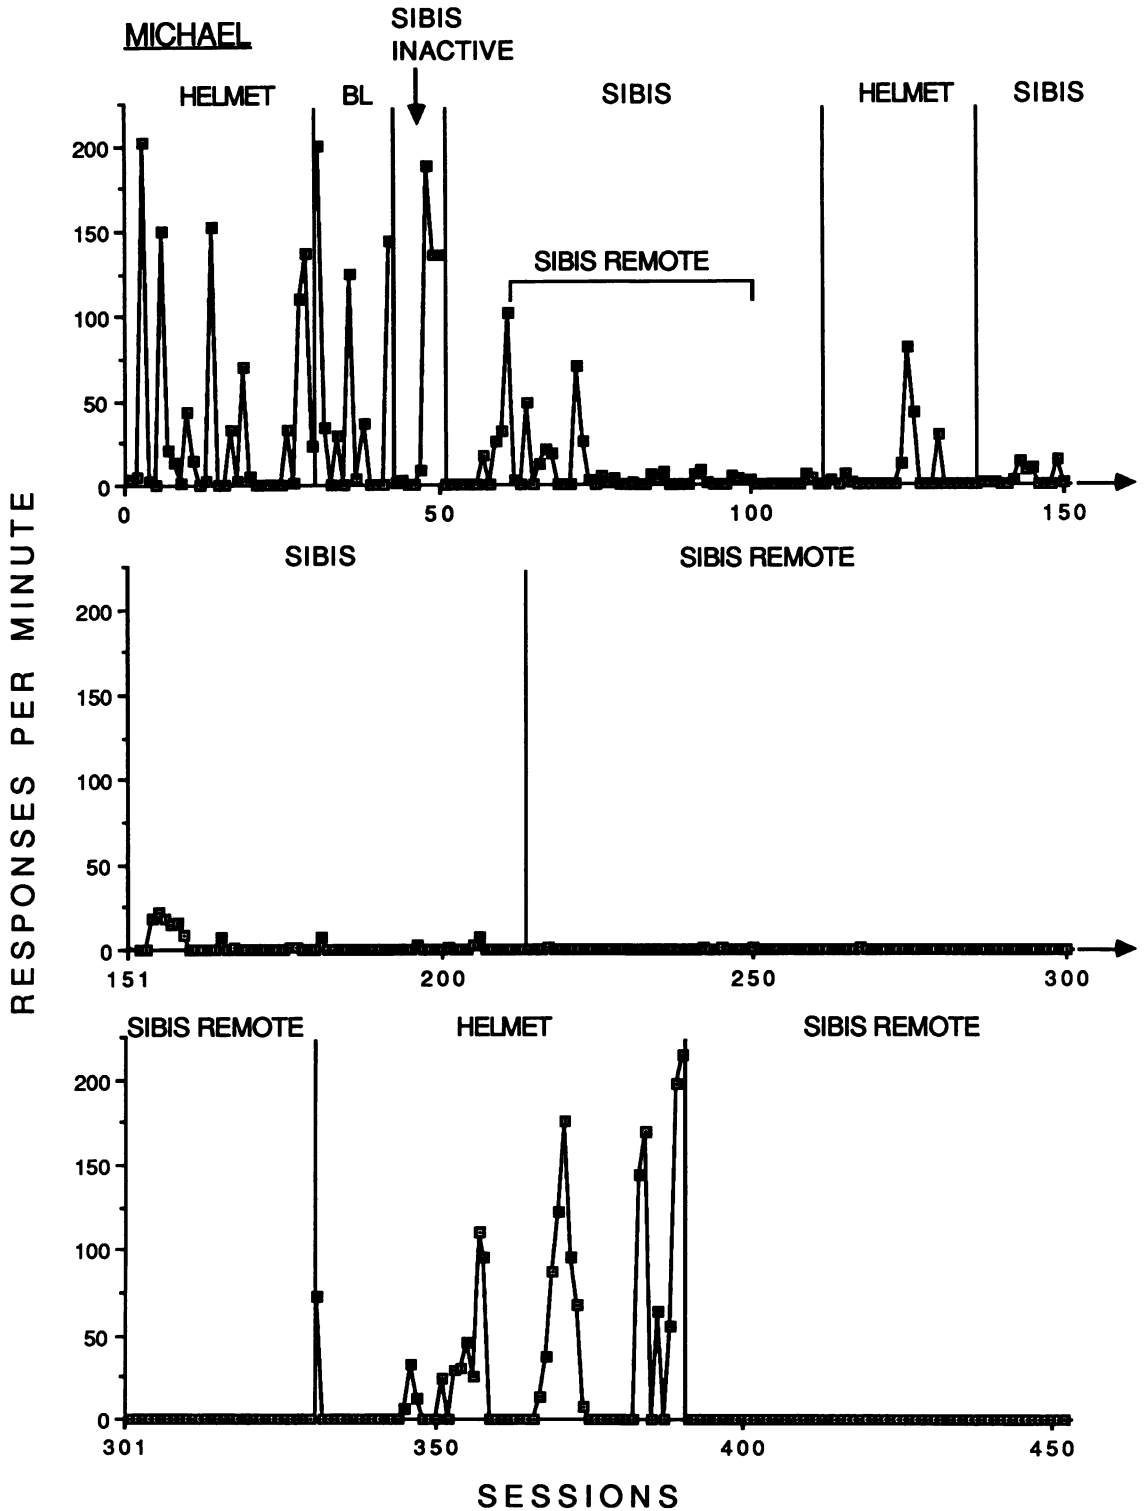 MICHAEL
SIBIS
INACTIVE
HELMET
BL
SIBIS
HELMET
SIBIS
SIBIS REMOTE
200
150
100
50
0
0
50
100
150
RESPONSES PER MINUTE
SIBIS
SIBIS REMOTE
200
150
100
50
0
151
200
250
300
SIBIS REMOTE
HELMET
SIBIS REMOTE
200
150
100
50
0
301
350
400
450
SESSIONS